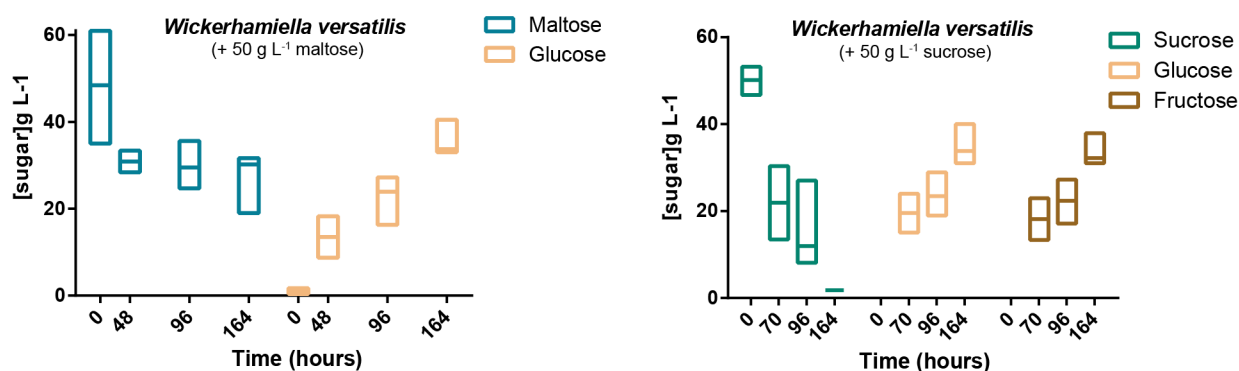 Wickerhamiella versatilis
(+ 50 g L-1 maltose)
Maltose
Glucose
[sugar]g L-1
60
40
20
0
0 48 96 164 0 48 96 164
Time (hours)
Wickerhamiella versatilis
(+ 50 g L-1 sucrose)
Sucrose
Glucose
Fructose
[sugar]g L-1
60
40
20
0
0 70 96 164 0 70 96 164 0 70 96 164
Time (hours)